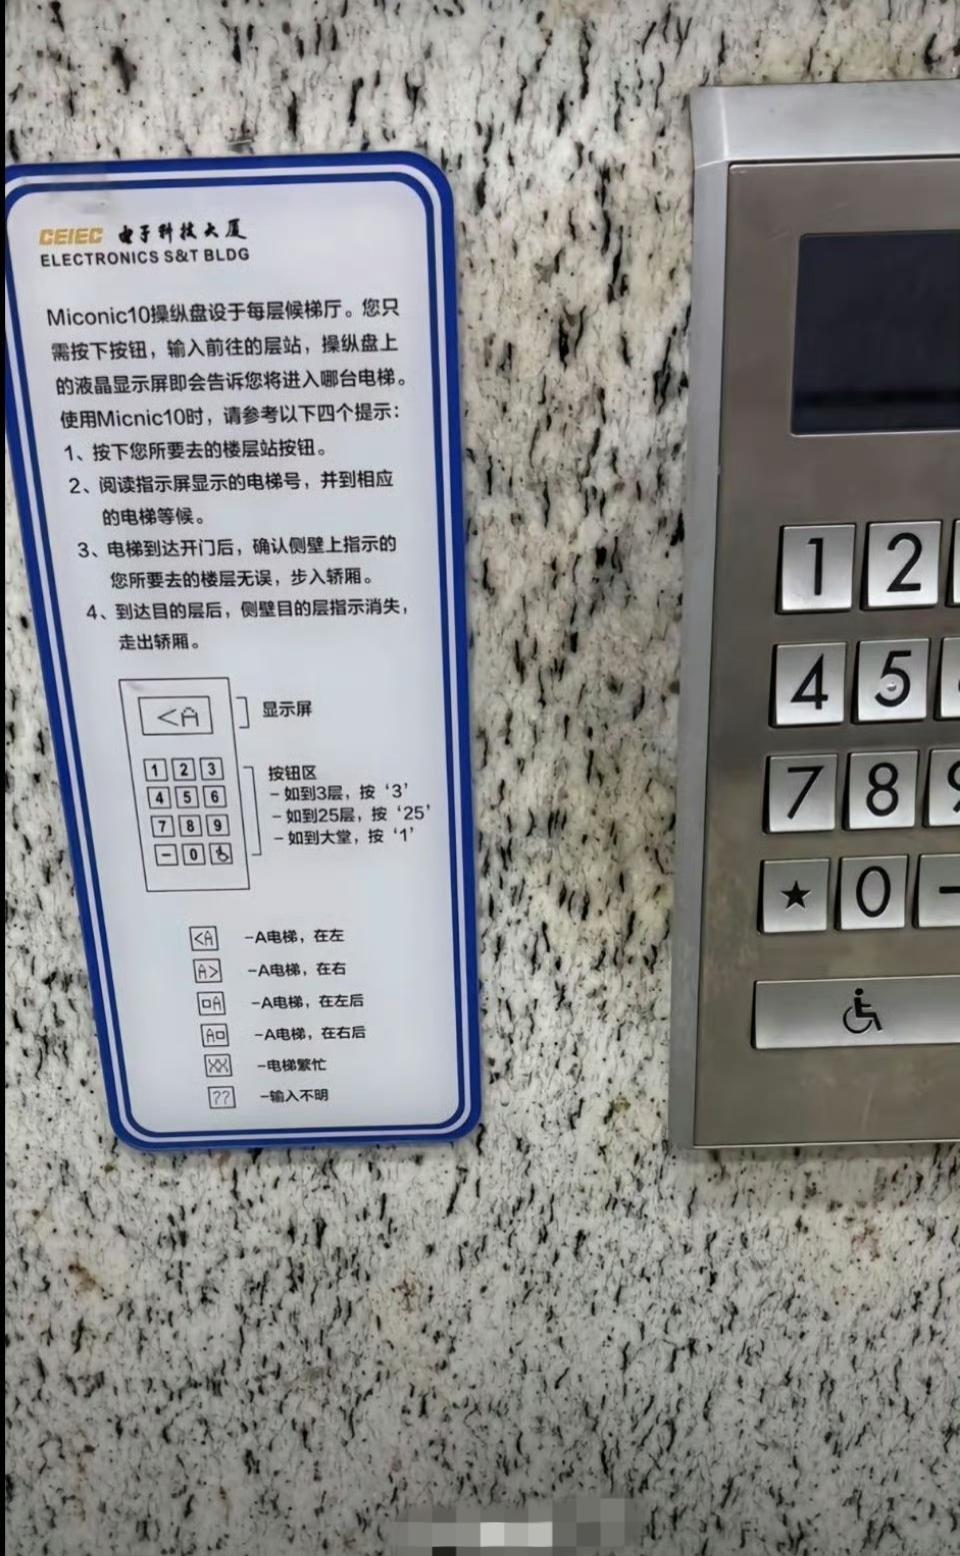 CEIEC 电子科技大厦
ELECTRONICS S&T BLDG
Miconic10操纵盘设于每层候梯厅。您只
需按下按钮，输入前往的层站，操纵盘上
的液晶显示屏即会告诉您将进入哪台电梯。
使用Micnic10时，请参考以下四个提示：
1、按下您所要去的楼层站按钮。
2、阅读指示屏显示的电梯号，并到相应
的电梯等候。
3、电梯到达开门后，确认侧壁上指示的
您所要去的楼层无误，步入轿厢。
4、到达目的层后，侧壁目的层指示消失，
走出轿厢。
<A 显示屏
1 2 3
4 5 6
7 8 9
- 0
按钮区
-如到3层，按‘3’
-如到25层，按‘25’
-如到大堂，按‘1’
<A -A电梯，在左
A> -A电梯，在右
□A -A电梯，在左后
A□ -A电梯，在右后
XX -电梯繁忙
?? -输入不明
1 2
4 5
7 8 9
★ 0 -